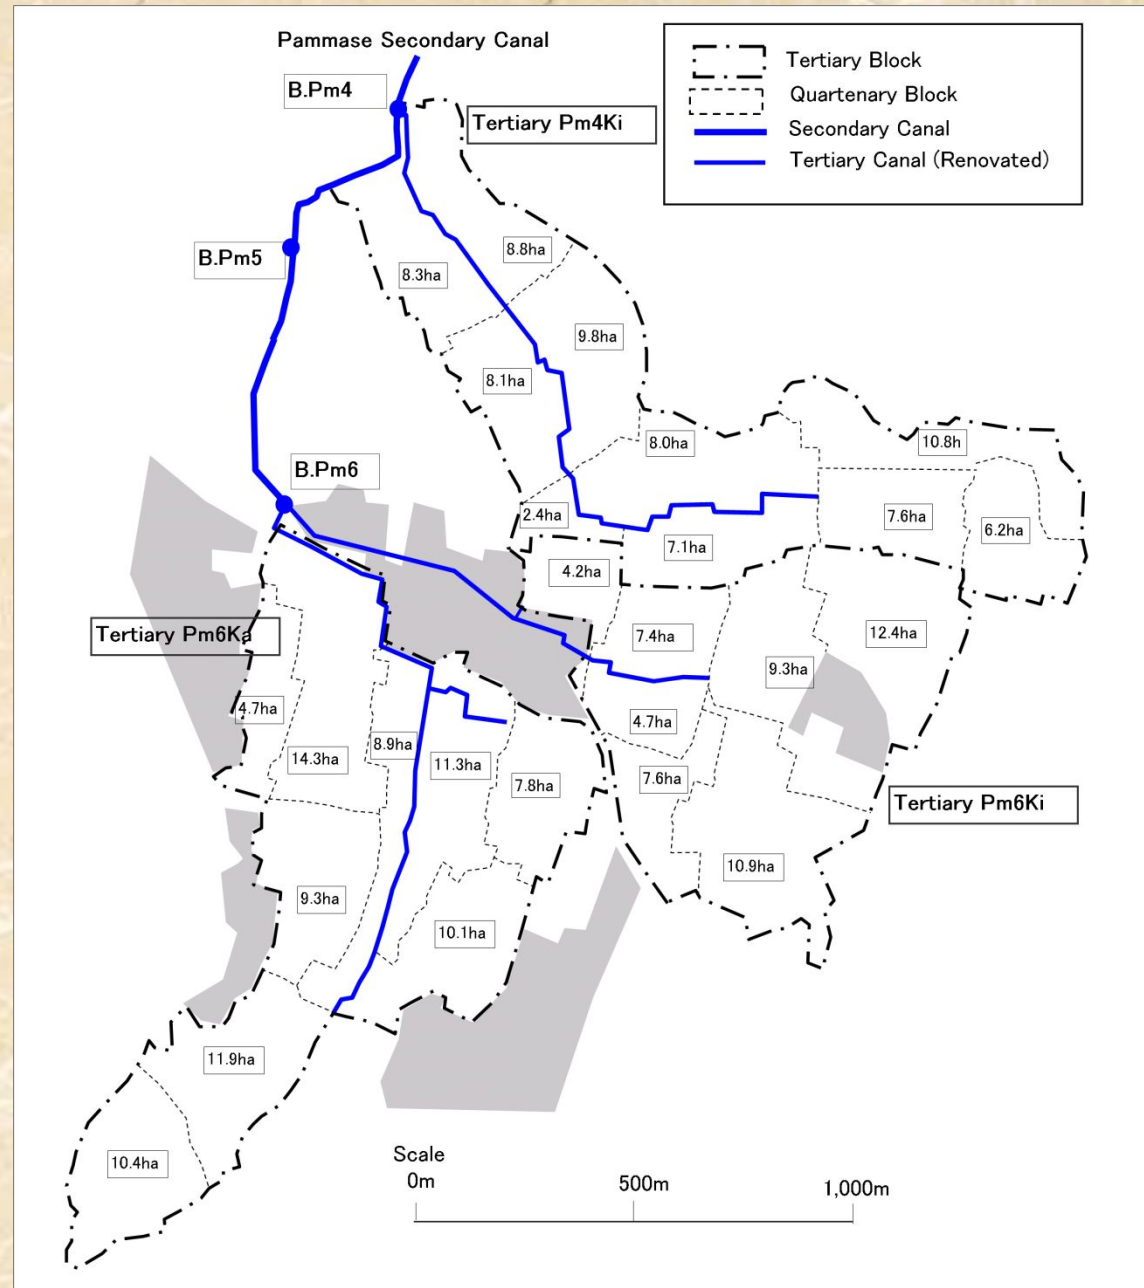 Pammase Secondary Canal
B.Pm4
Tertiary Pm4Ki
Tertiary Block
Quartenary Block
Secondary Canal
Tertiary Canal (Renovated)
B.Pm5
8.8ha
8.3ha
9.8ha
8.1ha
8.0ha
10.8h
B.Pm6
2.4ha
7.6ha
6.2ha
7.1ha
4.2ha
Tertiary Pm6Ka
7.4ha
12.4ha
9.3ha
4.7ha
14.3ha
8.9ha
11.3ha
7.8ha
4.7ha
7.6ha
Tertiary Pm6Ki
10.9ha
9.3ha
10.1ha
11.9ha
10.4ha
Scale
0m
500m
1,000m